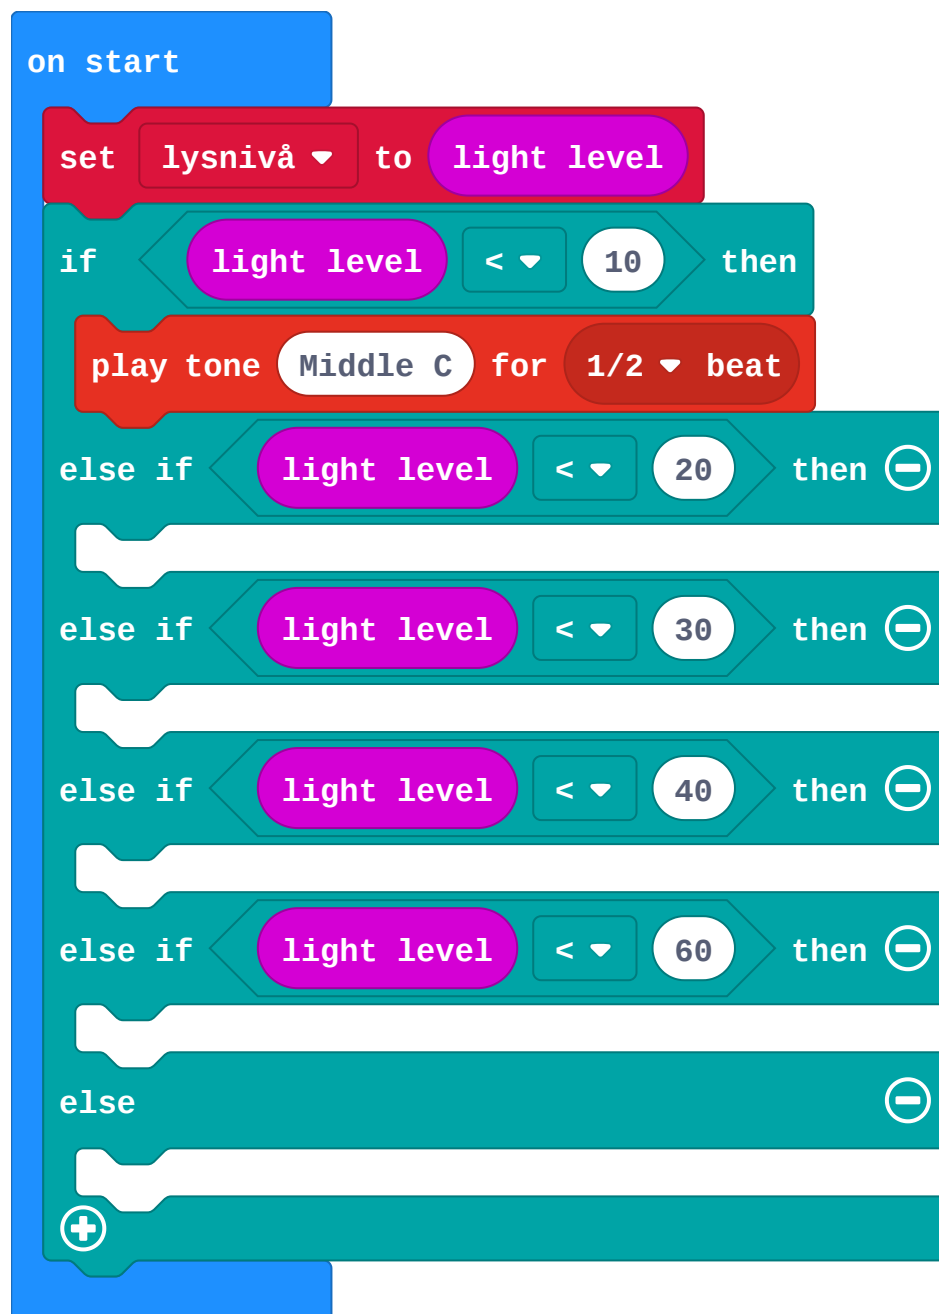 on start
set lysnivå to light level
if light level < 10 then
play tone Middle C for 1/2 beat
else if light level < 20 then
else if light level < 30 then
else if light level < 40 then
else if light level < 60 then
else